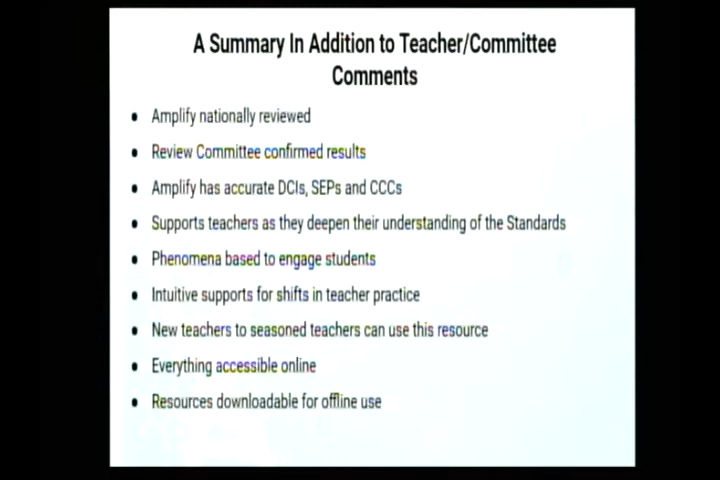 A Summary In Addition to Teacher/Committee
Comments
• Amplify nationally reviewed
• Review Committee confirmed results
• Amplify has accurate DCIs, SEPs and CCCs
• Supports teachers as they deepen their understanding of the Standards
• Phenomena based to engage students
• Intuitive supports for shifts in teacher practice
• New teachers to seasoned teachers can use this resource
• Everything accessible online
• Resources downloadable for offline use